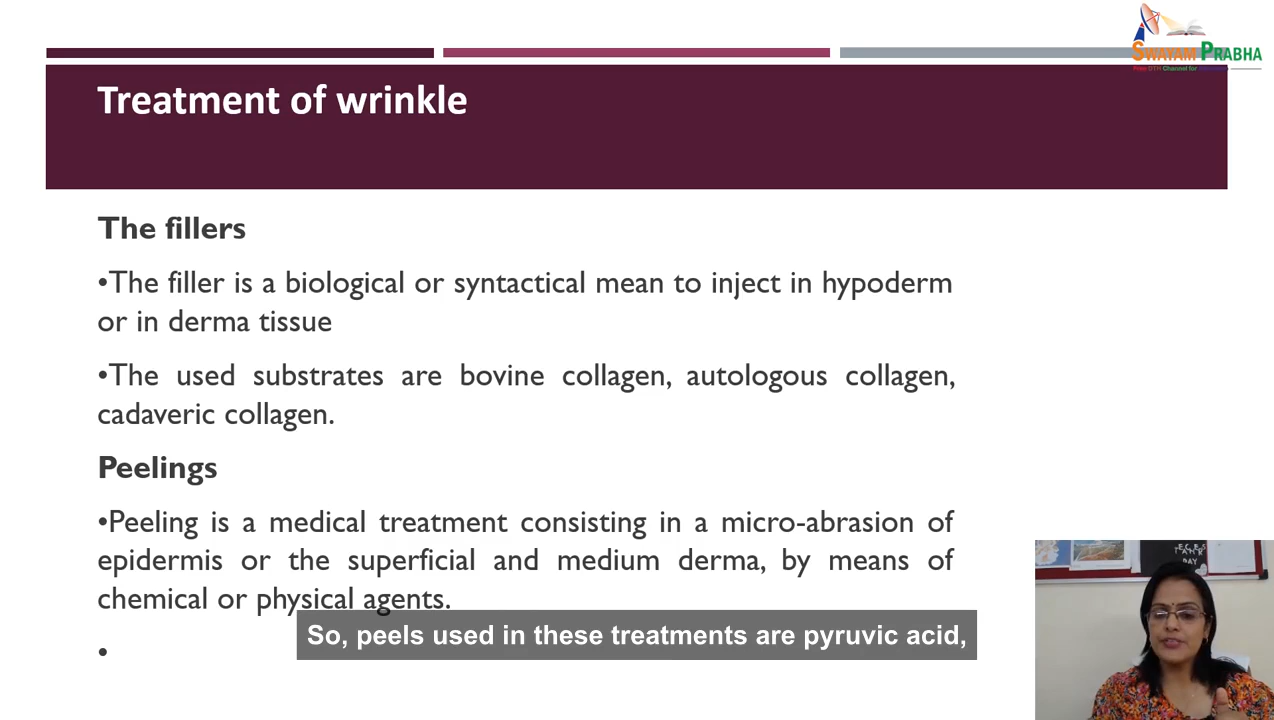 SWAYAM PRABHA
Treatment of wrinkle
The fillers
•The filler is a biological or syntactical mean to inject in hypoderm
or in derma tissue
•The used substrates are bovine collagen, autologous collagen,
cadaveric collagen.
Peelings
•Peeling is a medical treatment consisting in a micro-abrasion of
epidermis or the superficial and medium derma, by means of
chemical or physical agents.
So, peels used in these treatments are pyruvic acid,
•